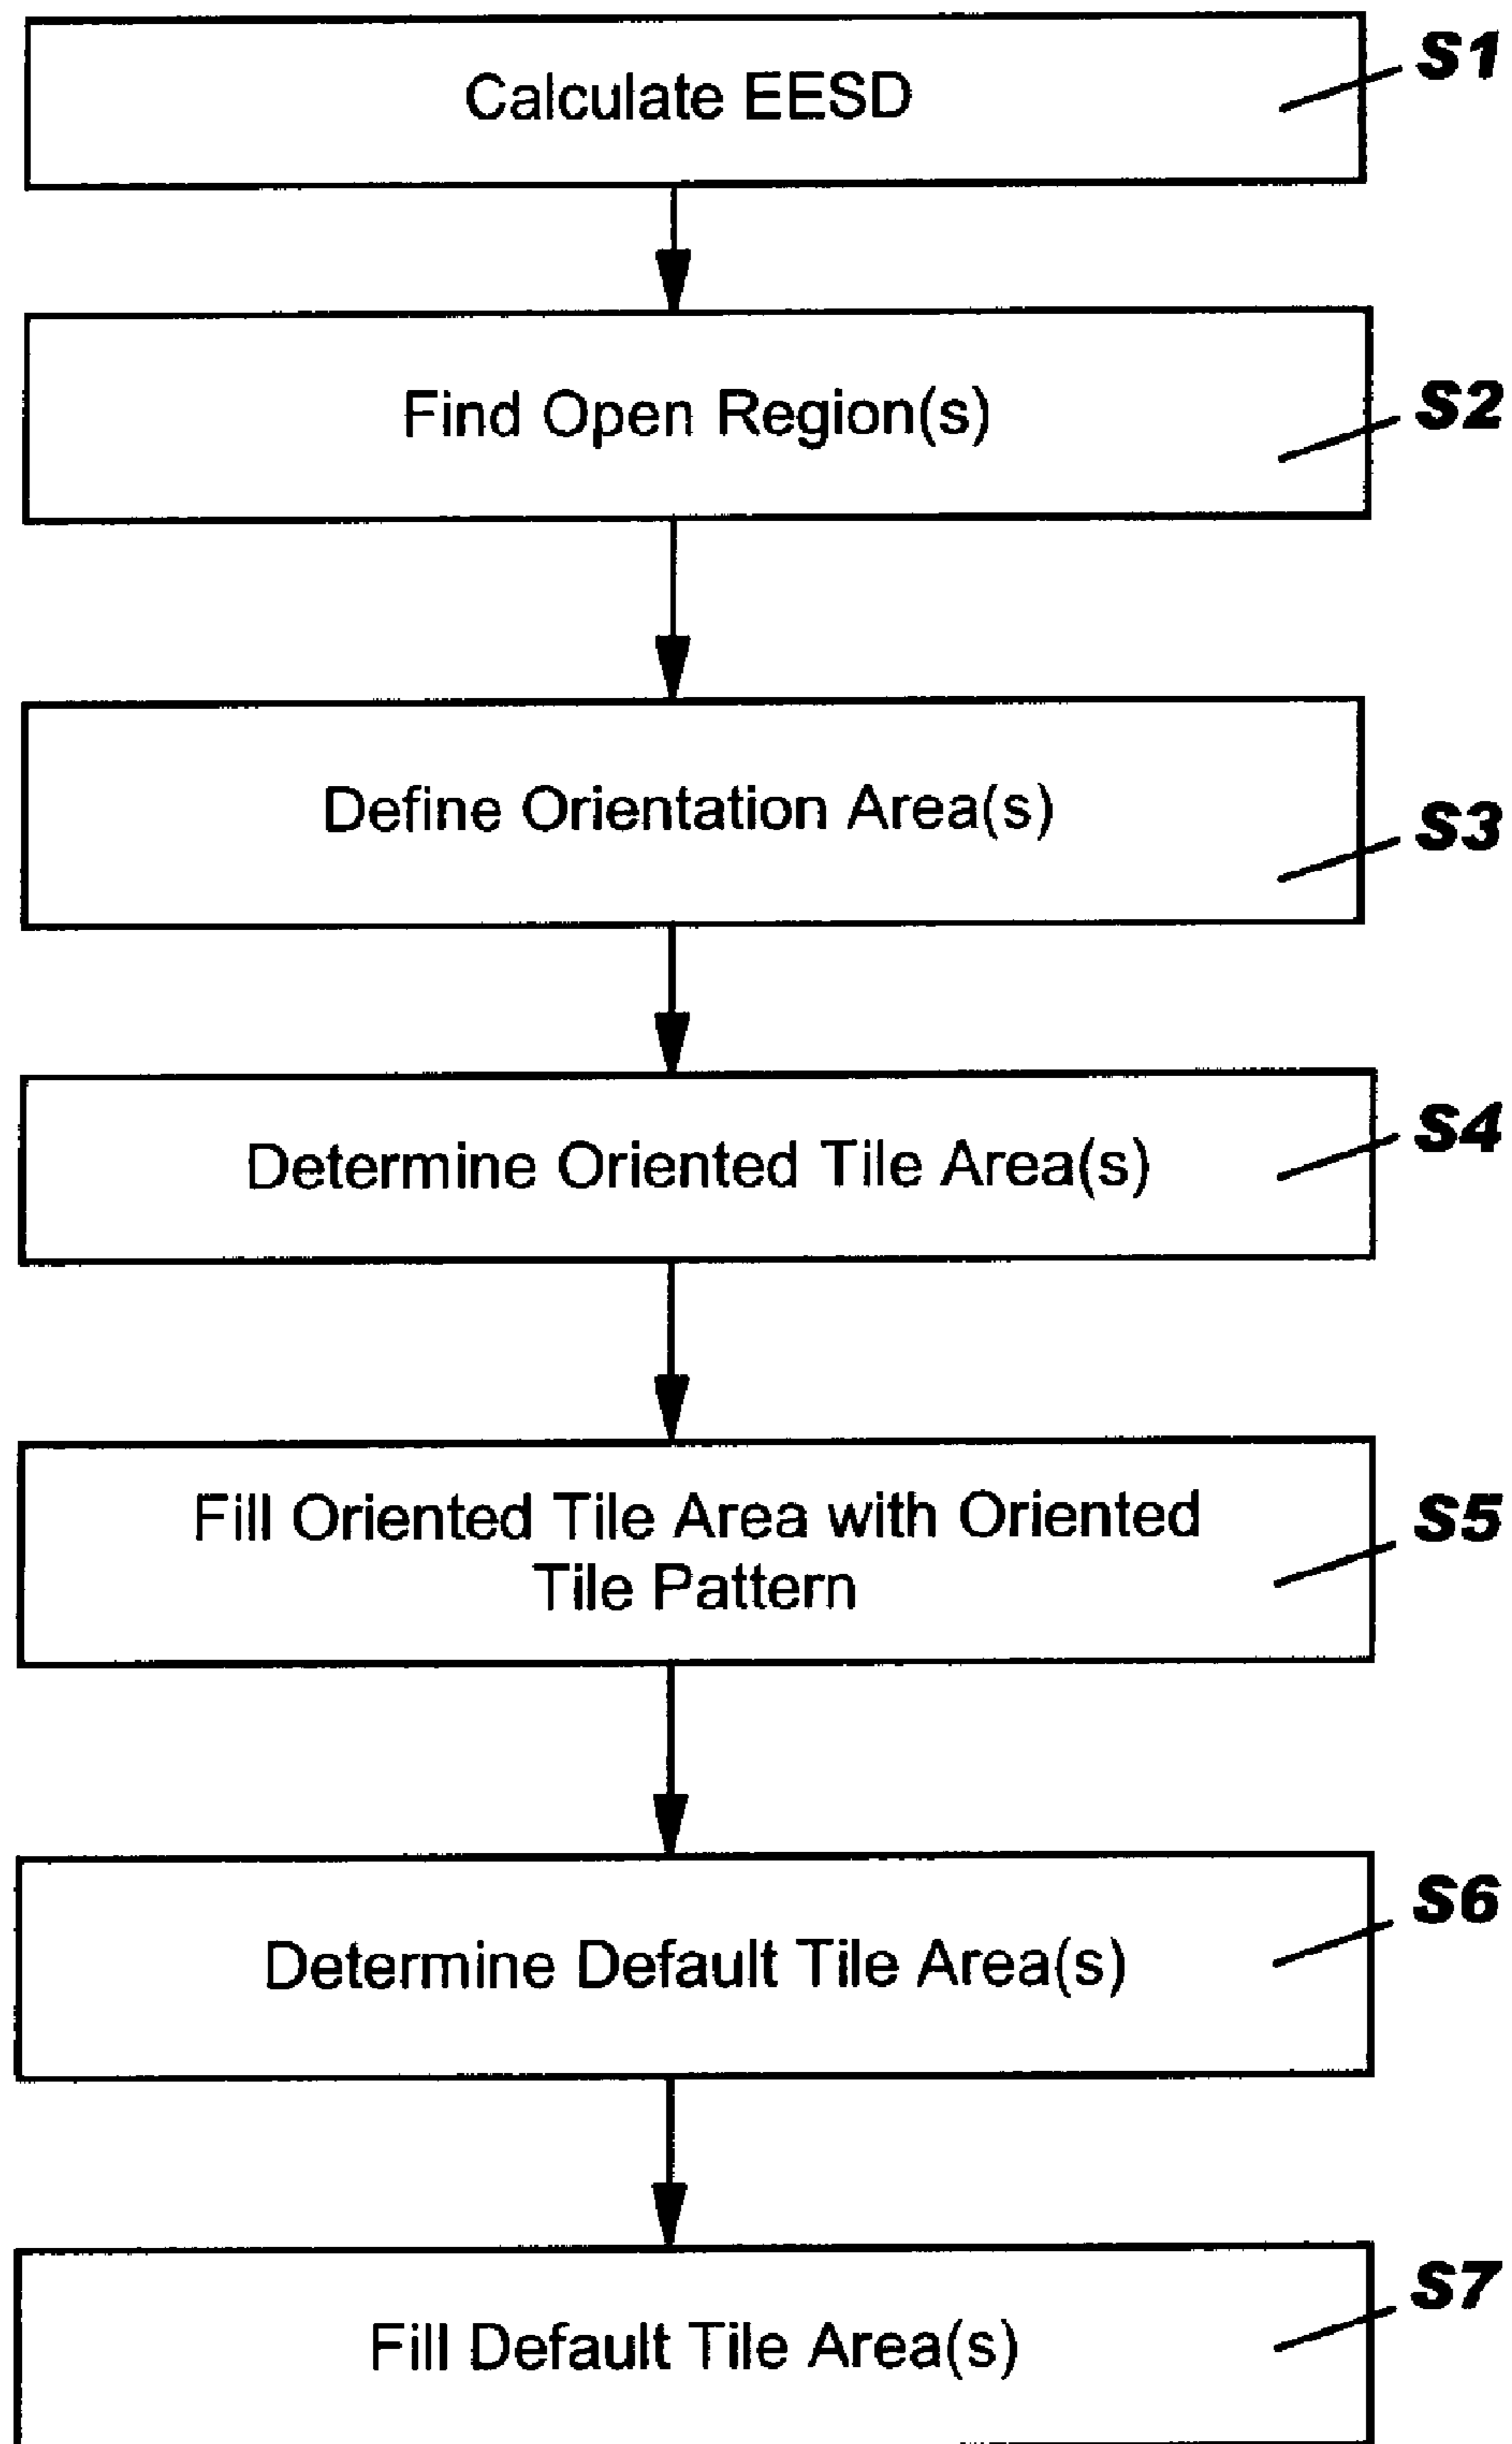 Calculate EESD
S1
Find Open Region(s)
S2
Define Orientation Area(s)
S3
Determine Oriented Tile Area(s)
S4
Fill Oriented Tile Area with Oriented
Tile Pattern
S5
Determine Default Tile Area(s)
S6
Fill Default Tile Area(s)
S7